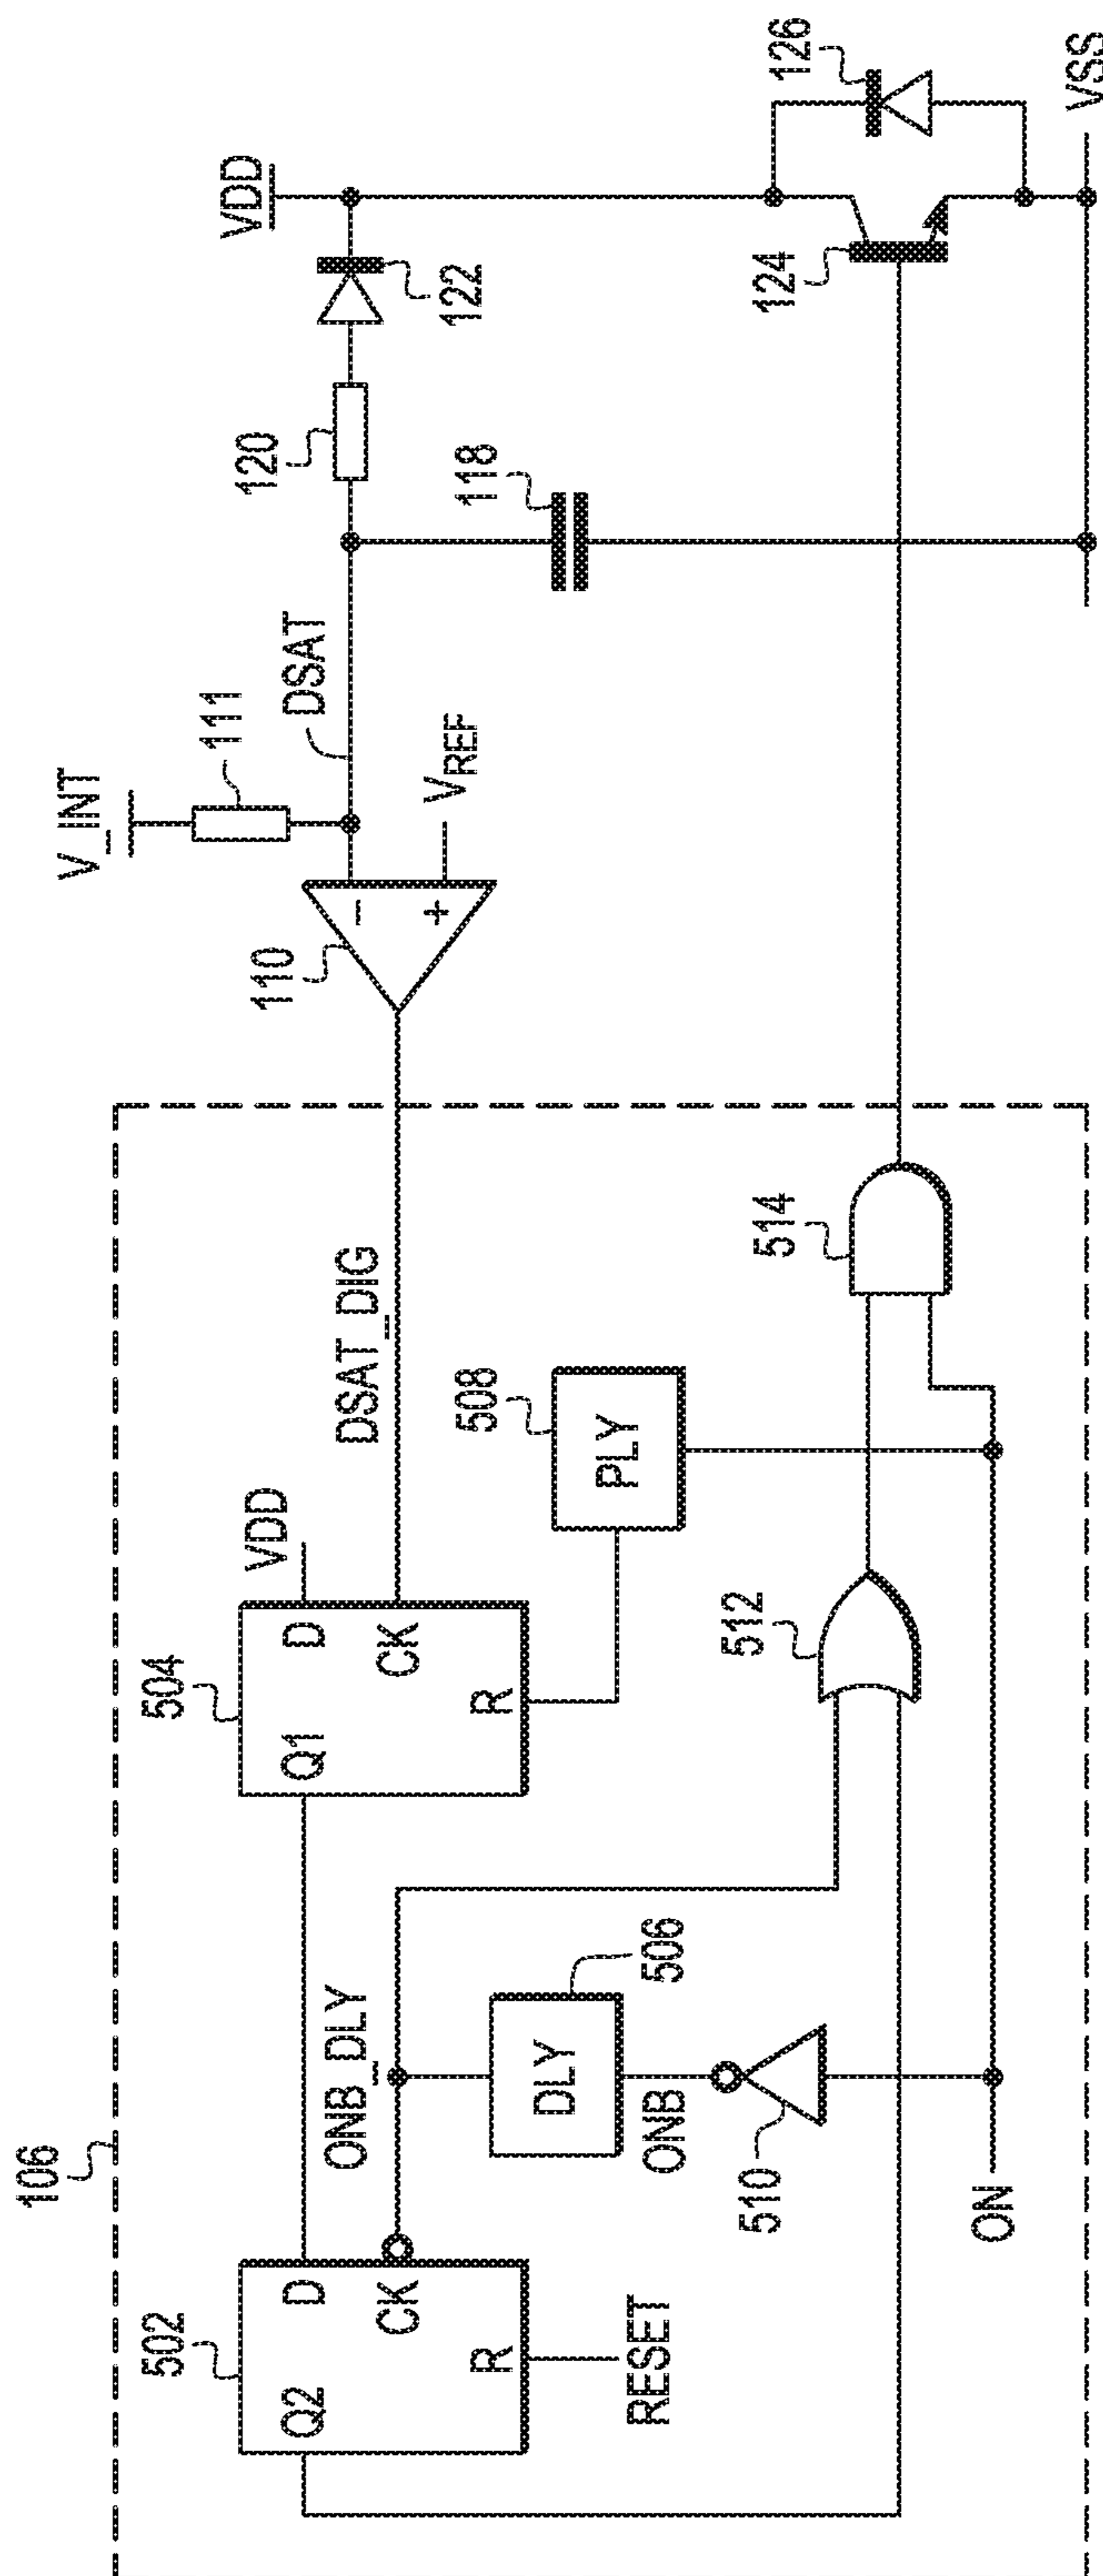 106
502
Q2
D
CK
R
RESET
ONB_DLY
DLY
506
ONB
510
ON
504
Q1
D
VDD
CK
R
512
508
PLY
DSAT_DIG
514
110
-
+
V_INT
111
VREF
DSAT
118
120
122
VDD
124
126
VSS